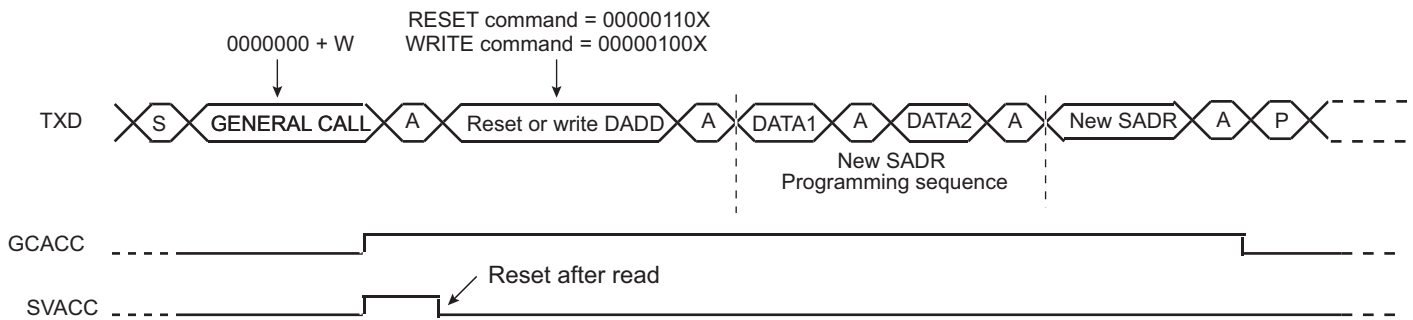 RESET command = 00000110X
0000000 + W
WRITE command = 00000100X
TXD
S
GENERAL CALL
A
Reset or write DADD
A
DATA1
A
DATA2
A
New SADR
A
P
New SADR
Programming sequence
GCACC
Reset after read
SVACC